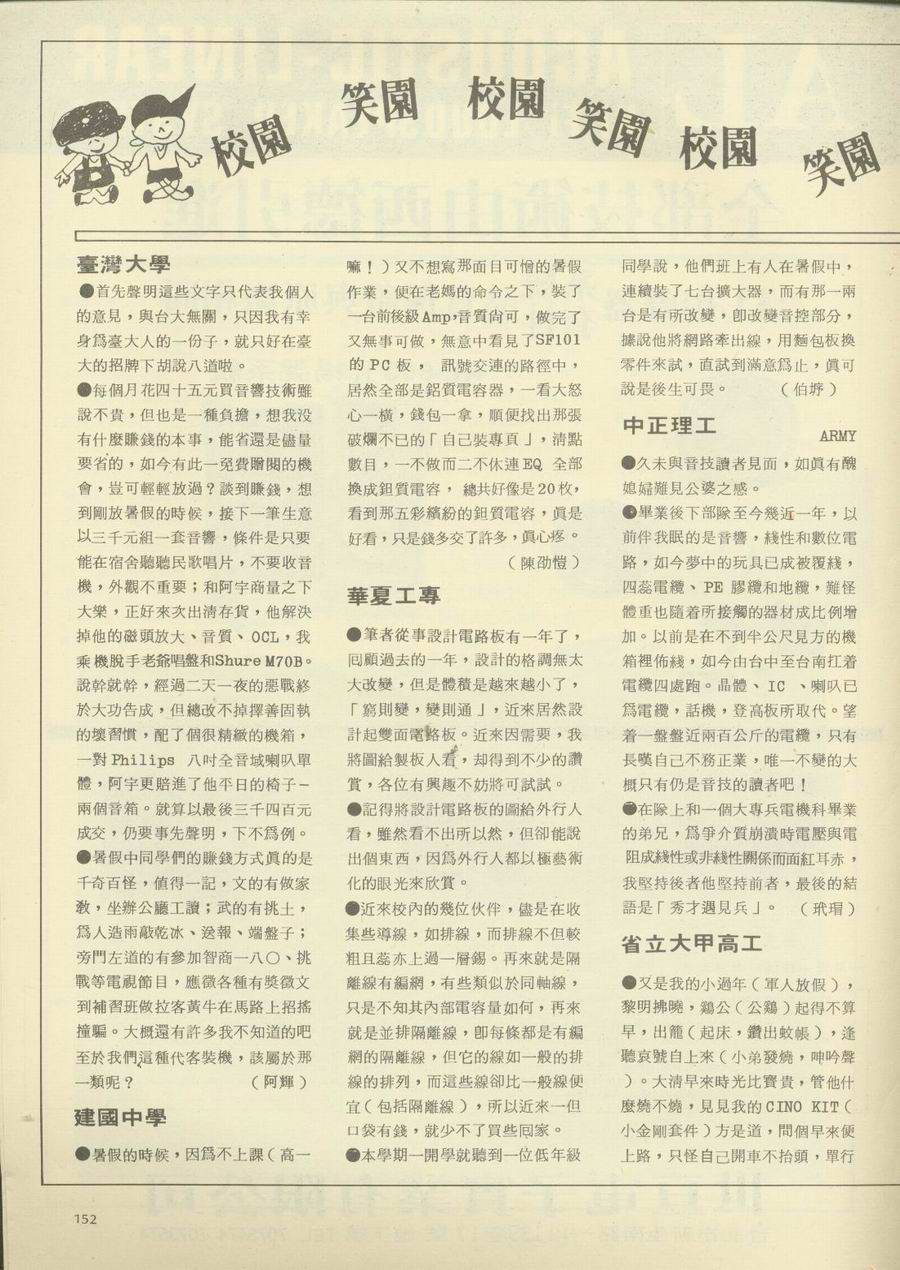 校園
笑園
校園
笑園
校園
笑園
臺灣大學
●首先聲明這些文字只代表我個人
的意見，與台大無關，只因我有幸
身爲臺大人的一份子，就只好在臺
大的招牌下胡說八道啦。
●每個月花四十五元買音響技術雖
說不貴，但也是一種負擔，想我没
有什麼賺錢的本事，能省還是儘量
要省的，如今有此一免費贈閱的機
會，豈可輕輕放過？談到賺錢，想
到剛放暑假的時候，接下一筆生意
以三千元組一套音響，條件是只要
能在宿舍聽聽民歌唱片，不要收音
機，外觀不重要；和阿宇商量之下
大樂，正好來次出清存貨，他解決
掉他的磁頭放大、音質、OCL，我
乘機脫手老爺唱盤和Shure M70B。
說幹就幹，經過二天一夜的惡戰終
於大功告成，但總改不掉擇善固執
的壞習慣，配了個很精緻的機箱，
一對Philips 八吋全音域喇叭單
體，阿宇更賠進了他平日的椅子－
兩個音箱。就算以最後三千四百元
成交，仍要事先聲明，下不爲例。
●暑假中同學們的賺錢方式眞的是
千奇百怪，値得一記，文的有做家
敎，坐辦公廳工讀；武的有挑土，
爲人造雨敲乾冰、送報、端盤子；
旁門左道的有參加智商一八〇、挑
戰等電視節目，應徵各種有獎徵文
到補習班做拉客黃牛在馬路上招搖
撞騙。大概還有許多我不知道的吧
至於我們這種代客裝機，該屬於那
一類呢？ （阿輝）
建國中學
●暑假的時候，因爲不上課（高一
嘛！）又不想寫那面目可憎的暑假
作業，便在老媽的命令之下，裝了
一台前後級Amp，音質尙可，做完了
又無事可做，無意中看見了SF101
的PC板， 訊號交連的路徑中，
居然全部是鋁質電容器，一看大怒
心一橫，錢包一拿，順便找出那張
破爛不已的「自己裝專頁」，清點
數目，一不做而二不休連EQ 全部
換成鉭質電容， 總共好像是20枚，
看到那五彩繽紛的鉭質電容，眞是
好看，只是錢多交了許多，眞心疼。
（陳劭愷）
華夏工專
●筆者從事設計電路板有一年了，
囘顧過去的一年，設計的格調無太
大改變，但是體積是越來越小了，
「窮則變，變則通」，近來居然設
計起雙面電路板。近來因需要，我
將圖給製板人看，却得到不少的讚
賞，各位有興趣不妨將可試試。
●記得將設計電路板的圖給外行人
看，雖然看不出所以然，但卻能說
出個東西，因爲外行人都以極藝術
化的眼光來欣賞。
●近來校內的幾位伙伴，儘是在收
集些導線，如排線，而排線不但較
粗且蕊亦上過一層錫。再來就是隔
離線有編網，有些類似於同軸線，
只是不知其內部電容量如何，再來
就是並排隔離線，卽每條都是有編
網的隔離線，但它的線如一般的排
線的排列，而這些線卻比一般線便
宜（包括隔離線），所以近來一但
口袋有錢，就少不了買些囘家。
●本學期一開學就聽到一位低年級
同學說，他們班上有人在暑假中，
連續裝了七台擴大器，而有那一兩
台是有所改變，卽改變音控部分，
據說他將網路牽出線，用麵包板換
零件來試，直試到滿意爲止，眞可
說是後生可畏。 （伯垿）
中正理工
ARMY
●久未與音技讀者見面，如眞有醜
媳婦難見公婆之感。
●畢業後下部隊至今幾近一年，以
前伴我眠的是音響，綫性和數位電
路，如今夢中的玩具已成被覆綫，
四蕊電纜、PE 膠纜和地纜，難怪
體重也隨着所接觸的器材成比例增
加。以前是在不到半公尺見方的機
箱裡佈綫，如今由台中至台南扛着
電纜四處跑。晶體、IC 、喇叭已
爲電纜，話機，登高板所取代。望
着一盤盤近兩百公斤的電纜，只有
長嘆自己不務正業，唯一不變的大
概只有仍是音技的讀者吧！
●在隊上和一個大專兵電機科畢業
的弟兄，爲爭介質崩潰時電壓與電
阻成綫性或非綫性關係而面紅耳赤，
我堅持後者他堅持前者，最後的結
語是「秀才遇見兵」。 （玳瑁）
省立大甲高工
●又是我的小過年（軍人放假），
黎明拂曉，鷄公（公鷄）起得不算
早，出龍（起床，鑽出蚊帳），逢
聽哀號自上來（小弟發燒，呻吟聲
）。大清早來時光比寶貴，管他什
麼燒不燒，見見我的CINO KIT（
小金剛套件）方是道，問個早來便
上路，只怪自己開車不抬頭，單行
152